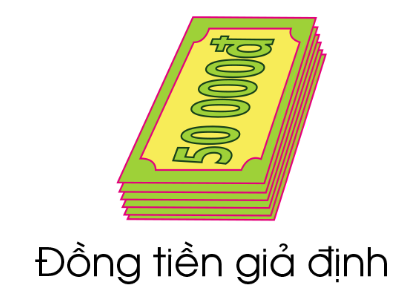 50 000đ
Đồng tiền giả định